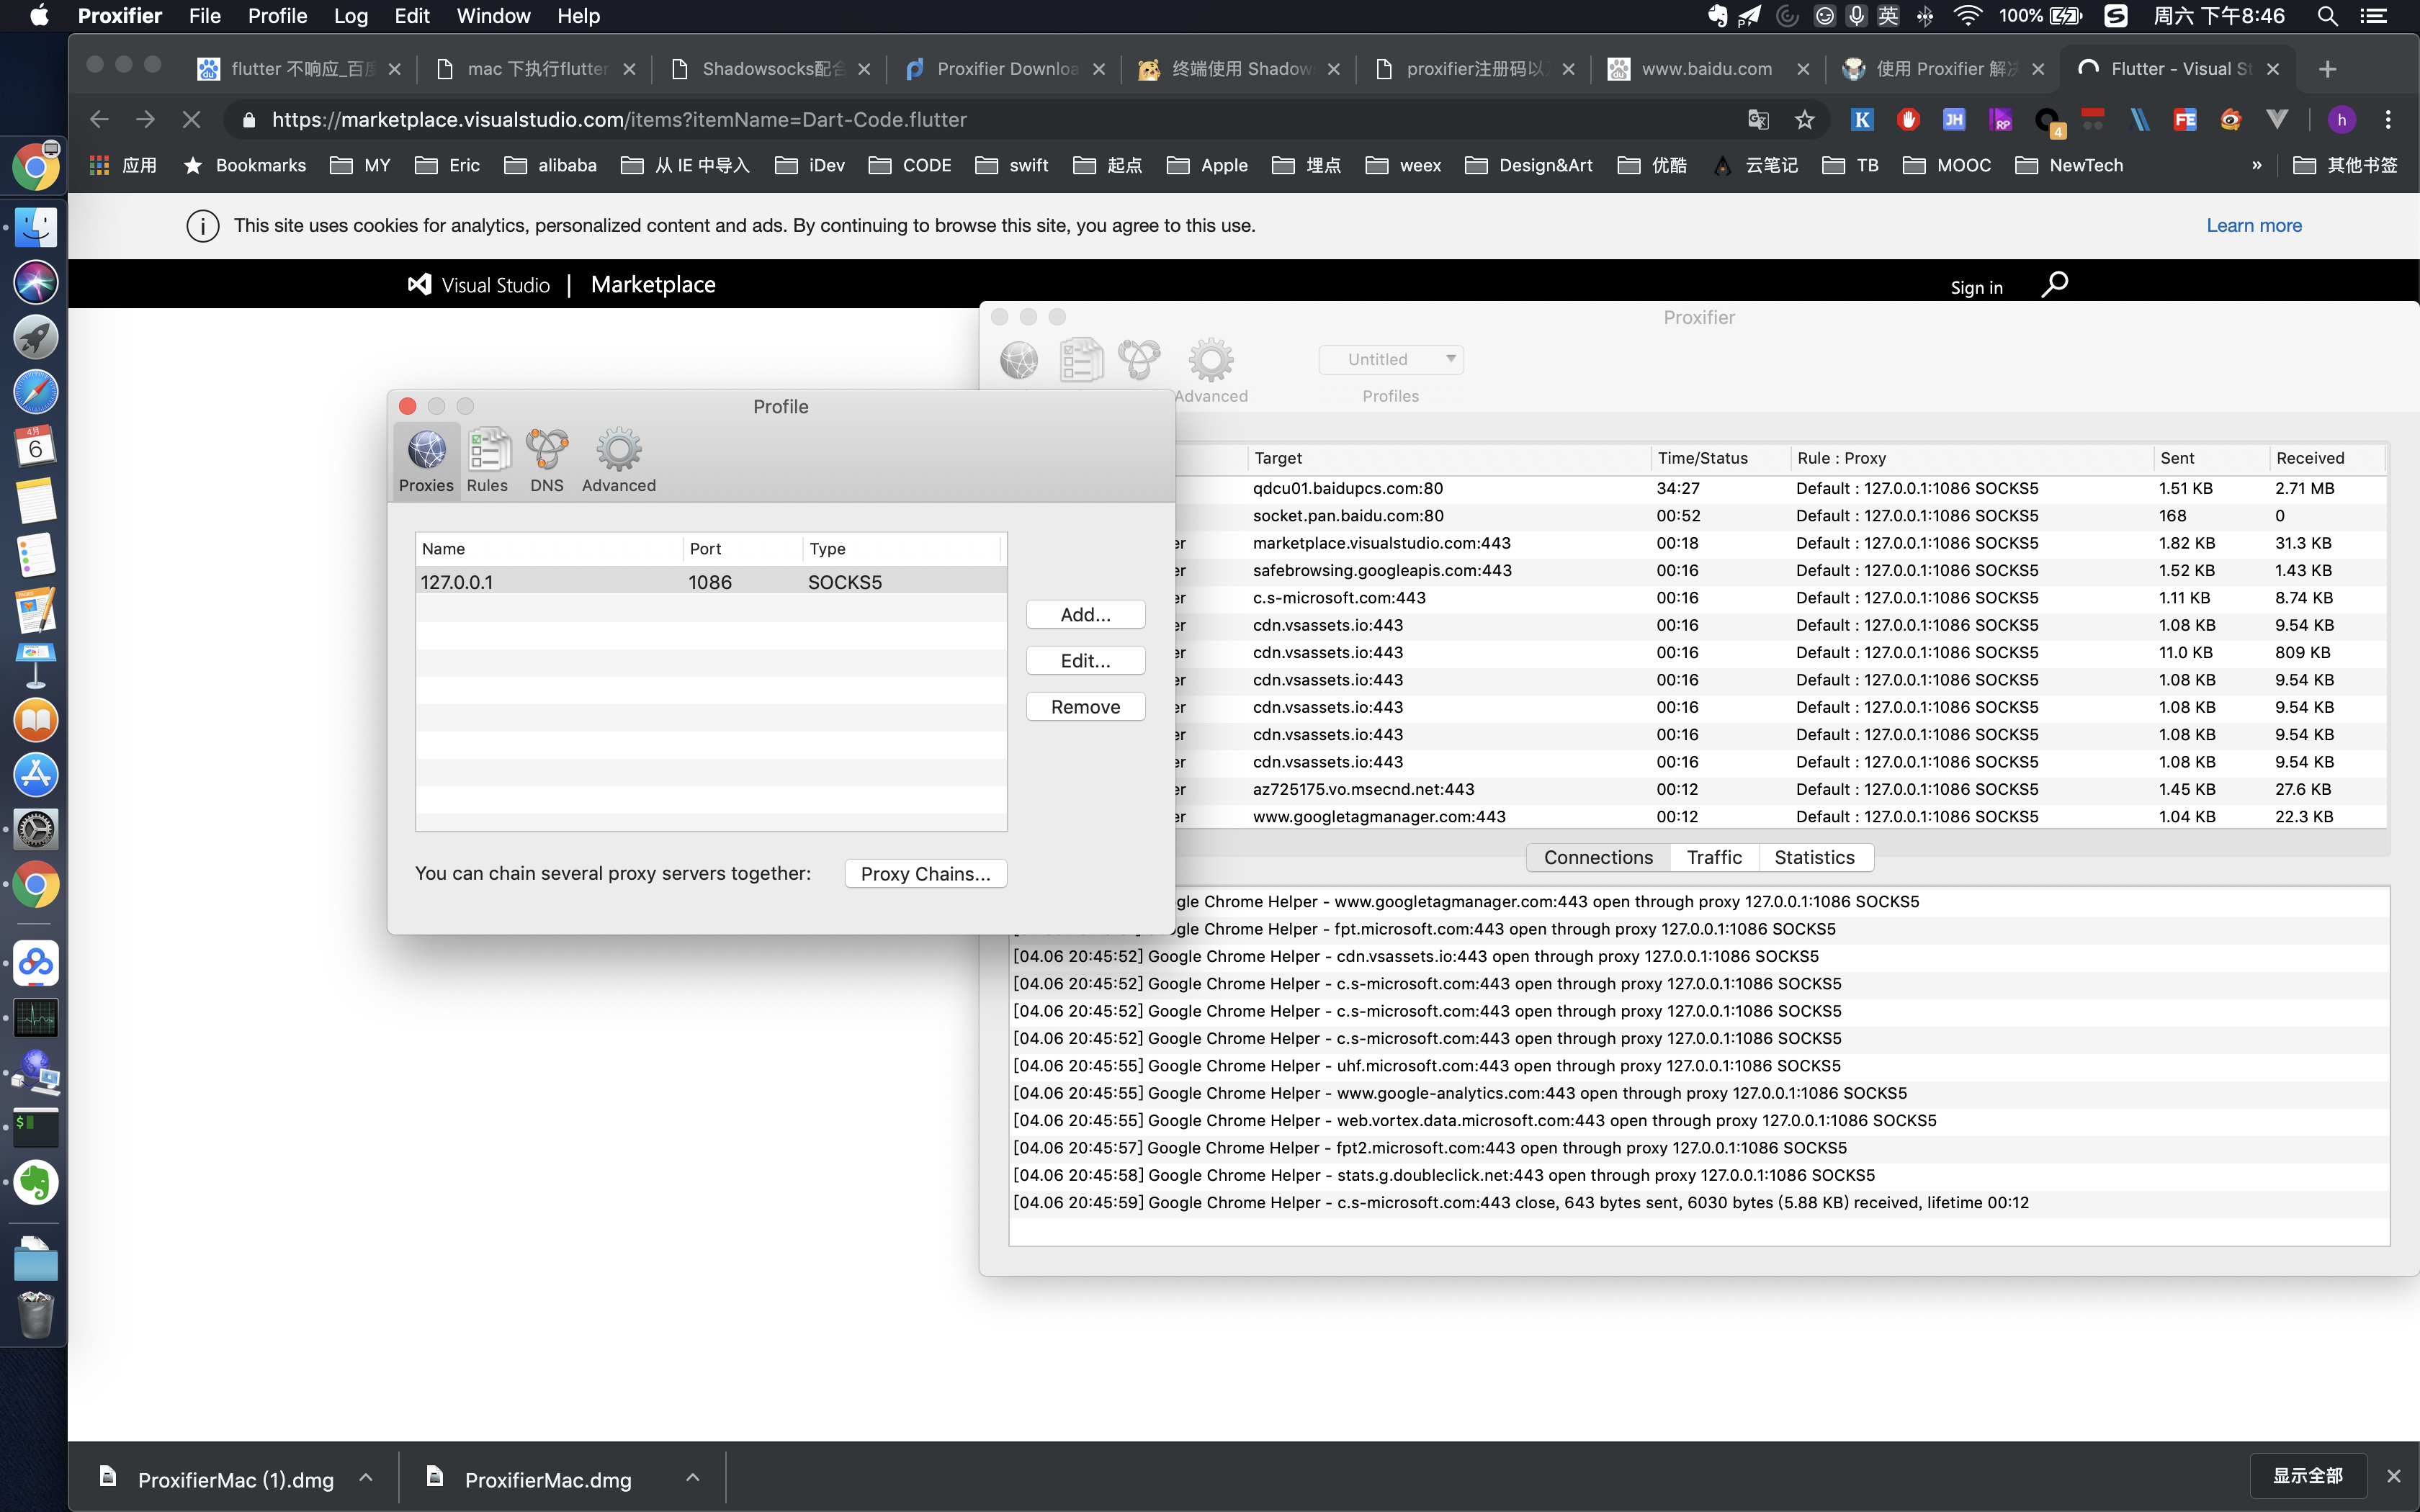 Proxifier File Profile Log Edit Window Help 英 100% 周六 下午8:46
flutter 不响应_百 mac 下执行flutter Shadowsocks配合 Proxifier Downloa 终端使用 Shadow proxifier注册码以 www.baidu.com 使用 Proxifier 解 Flutter - Visual St
https://marketplace.visualstudio.com/items?itemName=Dart-Code.flutter K JH RP 4 FE h
应用 Bookmarks MY Eric alibaba 从 IE 中导入 iDev CODE swift 起点 Apple 埋点 weex Design&Art 优酷 云笔记 TB MOOC NewTech » 其他书签
This site uses cookies for analytics, personalized content and ads. By continuing to browse this site, you agree to this use. Learn more
Visual Studio | Marketplace Sign in
Proxifier
Untitled
Advanced Profiles
Profile
Proxies Rules DNS Advanced
Name Port Type
127.0.0.1 1086 SOCKS5
Add...
Edit...
Remove
You can chain several proxy servers together: Proxy Chains...
Target Time/Status Rule : Proxy Sent Received
qdcu01.baidupcs.com:80 34:27 Default : 127.0.0.1:1086 SOCKS5 1.51 KB 2.71 MB
socket.pan.baidu.com:80 00:52 Default : 127.0.0.1:1086 SOCKS5 168 0
er marketplace.visualstudio.com:443 00:18 Default : 127.0.0.1:1086 SOCKS5 1.82 KB 31.3 KB
er safebrowsing.googleapis.com:443 00:16 Default : 127.0.0.1:1086 SOCKS5 1.52 KB 1.43 KB
er c.s-microsoft.com:443 00:16 Default : 127.0.0.1:1086 SOCKS5 1.11 KB 8.74 KB
er cdn.vsassets.io:443 00:16 Default : 127.0.0.1:1086 SOCKS5 1.08 KB 9.54 KB
er cdn.vsassets.io:443 00:16 Default : 127.0.0.1:1086 SOCKS5 11.0 KB 809 KB
er cdn.vsassets.io:443 00:16 Default : 127.0.0.1:1086 SOCKS5 1.08 KB 9.54 KB
er cdn.vsassets.io:443 00:16 Default : 127.0.0.1:1086 SOCKS5 1.08 KB 9.54 KB
er cdn.vsassets.io:443 00:16 Default : 127.0.0.1:1086 SOCKS5 1.08 KB 9.54 KB
er cdn.vsassets.io:443 00:16 Default : 127.0.0.1:1086 SOCKS5 1.08 KB 9.54 KB
er az725175.vo.msecnd.net:443 00:12 Default : 127.0.0.1:1086 SOCKS5 1.45 KB 27.6 KB
er www.googletagmanager.com:443 00:12 Default : 127.0.0.1:1086 SOCKS5 1.04 KB 22.3 KB
Connections Traffic Statistics
gle Chrome Helper - www.googletagmanager.com:443 open through proxy 127.0.0.1:1086 SOCKS5
gle Chrome Helper - fpt.microsoft.com:443 open through proxy 127.0.0.1:1086 SOCKS5
[04.06 20:45:52] Google Chrome Helper - cdn.vsassets.io:443 open through proxy 127.0.0.1:1086 SOCKS5
[04.06 20:45:52] Google Chrome Helper - c.s-microsoft.com:443 open through proxy 127.0.0.1:1086 SOCKS5
[04.06 20:45:52] Google Chrome Helper - c.s-microsoft.com:443 open through proxy 127.0.0.1:1086 SOCKS5
[04.06 20:45:52] Google Chrome Helper - c.s-microsoft.com:443 open through proxy 127.0.0.1:1086 SOCKS5
[04.06 20:45:55] Google Chrome Helper - uhf.microsoft.com:443 open through proxy 127.0.0.1:1086 SOCKS5
[04.06 20:45:55] Google Chrome Helper - www.google-analytics.com:443 open through proxy 127.0.0.1:1086 SOCKS5
[04.06 20:45:55] Google Chrome Helper - web.vortex.data.microsoft.com:443 open through proxy 127.0.0.1:1086 SOCKS5
[04.06 20:45:57] Google Chrome Helper - fpt2.microsoft.com:443 open through proxy 127.0.0.1:1086 SOCKS5
[04.06 20:45:58] Google Chrome Helper - stats.g.doubleclick.net:443 open through proxy 127.0.0.1:1086 SOCKS5
[04.06 20:45:59] Google Chrome Helper - c.s-microsoft.com:443 close, 643 bytes sent, 6030 bytes (5.88 KB) received, lifetime 00:12
4月
6
ProxifierMac (1).dmg ProxifierMac.dmg 显示全部